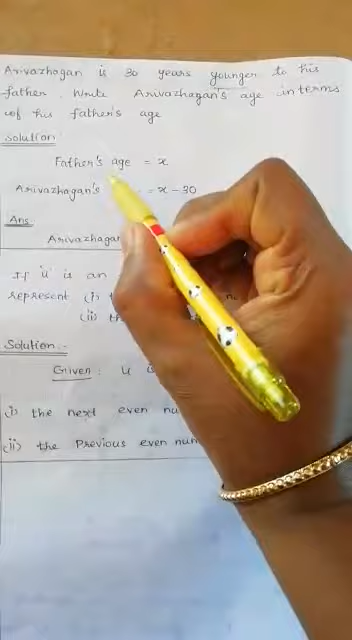 Arivazhagan is 30 years younger to his
father. Write Arivazhagan's age in terms
of his father's age
Solution:
Father's age = x
Arivazhagan's = x - 30
Ans:
Arivazhagan
If 'u' is an
represent (i)
(ii)
Solution:-
Given: u
i) the next even nu
(ii) the Previous even num